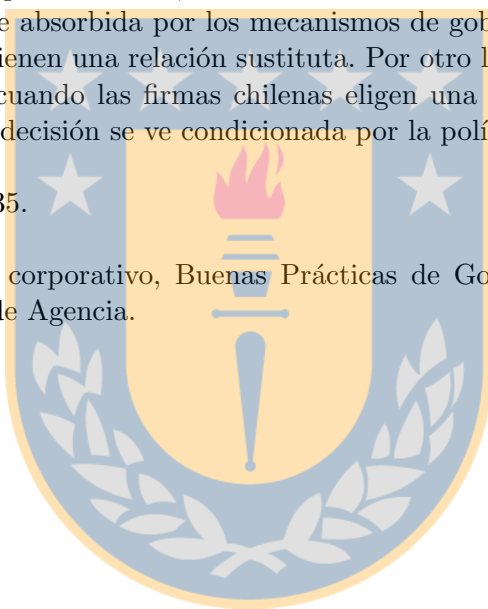 e absorbida por los mecanismos de gob
ienen una relación sustituta. Por otro l
cuando las firmas chilenas eligen una
decisión se ve condicionada por la polí
35.
corporativo, Buenas Prácticas de Go
de Agencia.